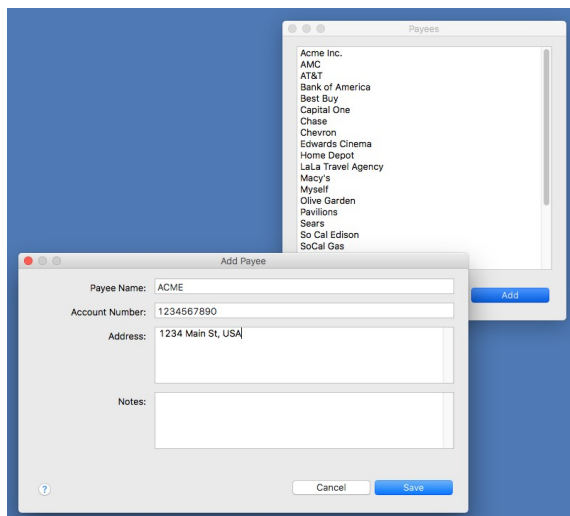 Payees
Acme Inc.
AMC
AT&T
Bank of America
Best Buy
Capital One
Chase
Chevron
Edwards Cinema
Home Depot
LaLa Travel Agency
Macy's
Myself
Olive Garden
Pavilions
Sears
So Cal Edison
SoCal Gas
Add
Add Payee
Payee Name: ACME
Account Number: 1234567890
Address: 1234 Main St, USA
Notes:
? Cancel Save